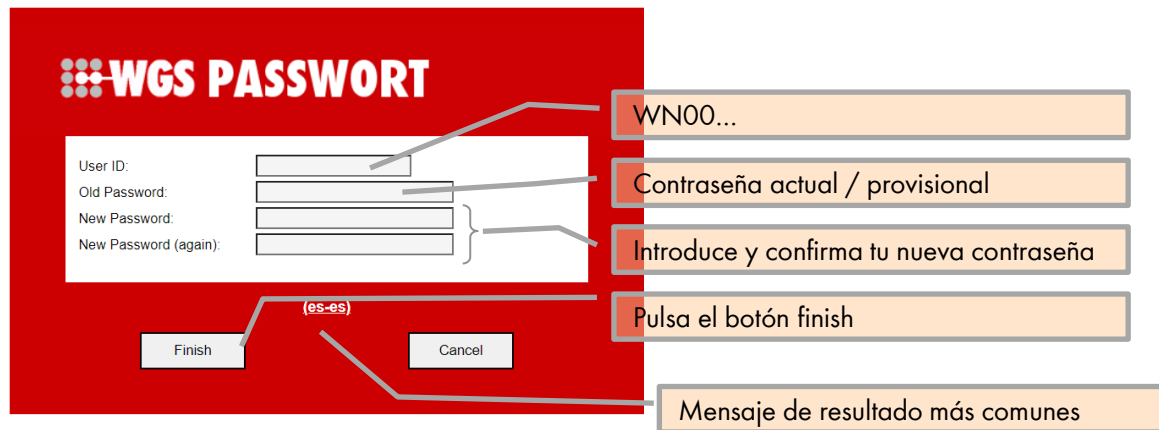 WGS PASSWORT
User ID:
Old Password:
New Password:
New Password (again):
(es-es)
Finish
Cancel
WN00...
Contraseña actual / provisional
Introduce y confirma tu nueva contraseña
Pulsa el botón finish
Mensaje de resultado más comunes